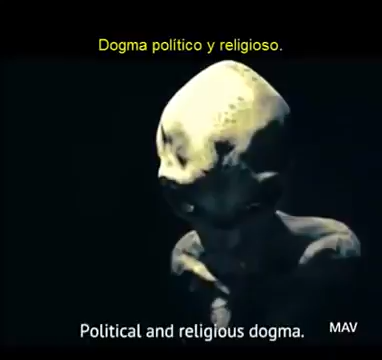 Dogma político y religioso.
Political and religious dogma.
MAV